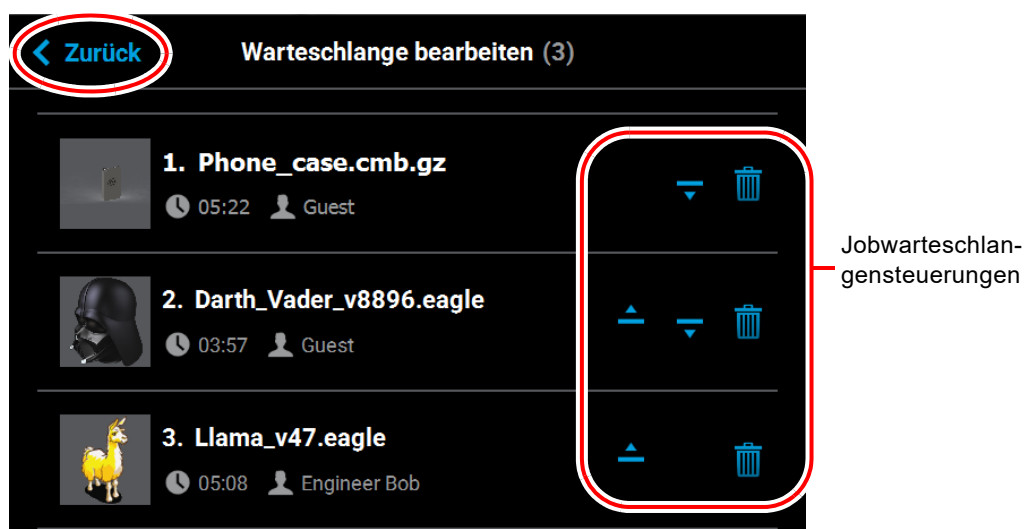 Zurück
Warteschlange bearbeiten (3)
1. Phone_case.cmb.gz
05:22 Guest
2. Darth_Vader_v8896.eagle
03:57 Guest
3. Llama_v47.eagle
05:08 Engineer Bob
Jobwarteschlan-
gensteuerungen